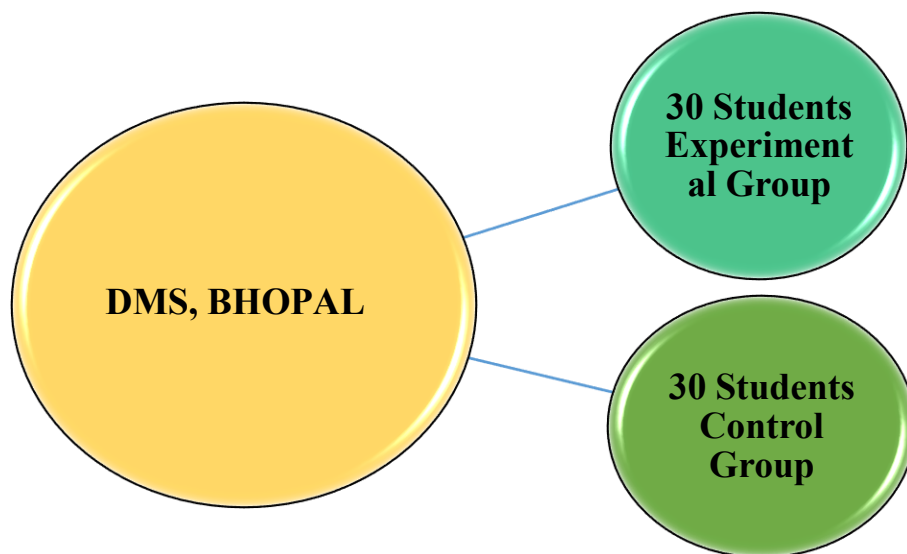 DMS, BHOPAL
30 Students
Experiment
al Group
30 Students
Control
Group